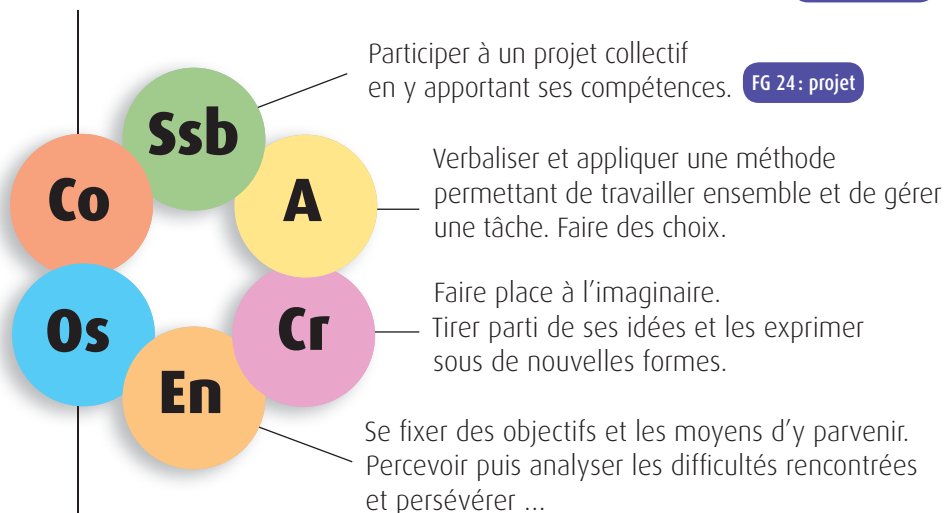 Participer à un projet collectif
en y apportant ses compétences. FG 24 : projet
Ssb
Verbaliser et appliquer une méthode
permettant de travailler ensemble et de gérer
une tâche. Faire des choix.
Co
A
Faire place à l’imaginaire.
Tirer parti de ses idées et les exprimer
sous de nouvelles formes.
Os
Cr
En
Se fixer des objectifs et les moyens d’y parvenir.
Percevoir puis analyser les difficultés rencontrées
et persévérer ...